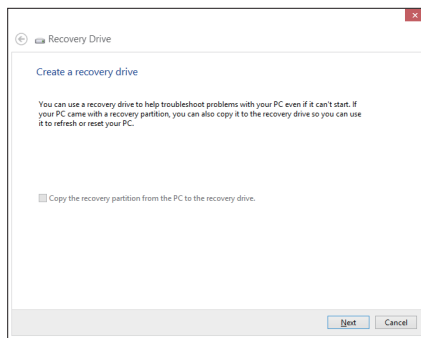 Recovery Drive
Create a recovery drive
You can use a recovery drive to help troubleshoot problems with your PC even if it can't start. If
your PC came with a recovery partition, you can also copy it to the recovery drive so you can use
it to refresh or reset your PC.
Copy the recovery partition from the PC to the recovery drive.
Next Cancel